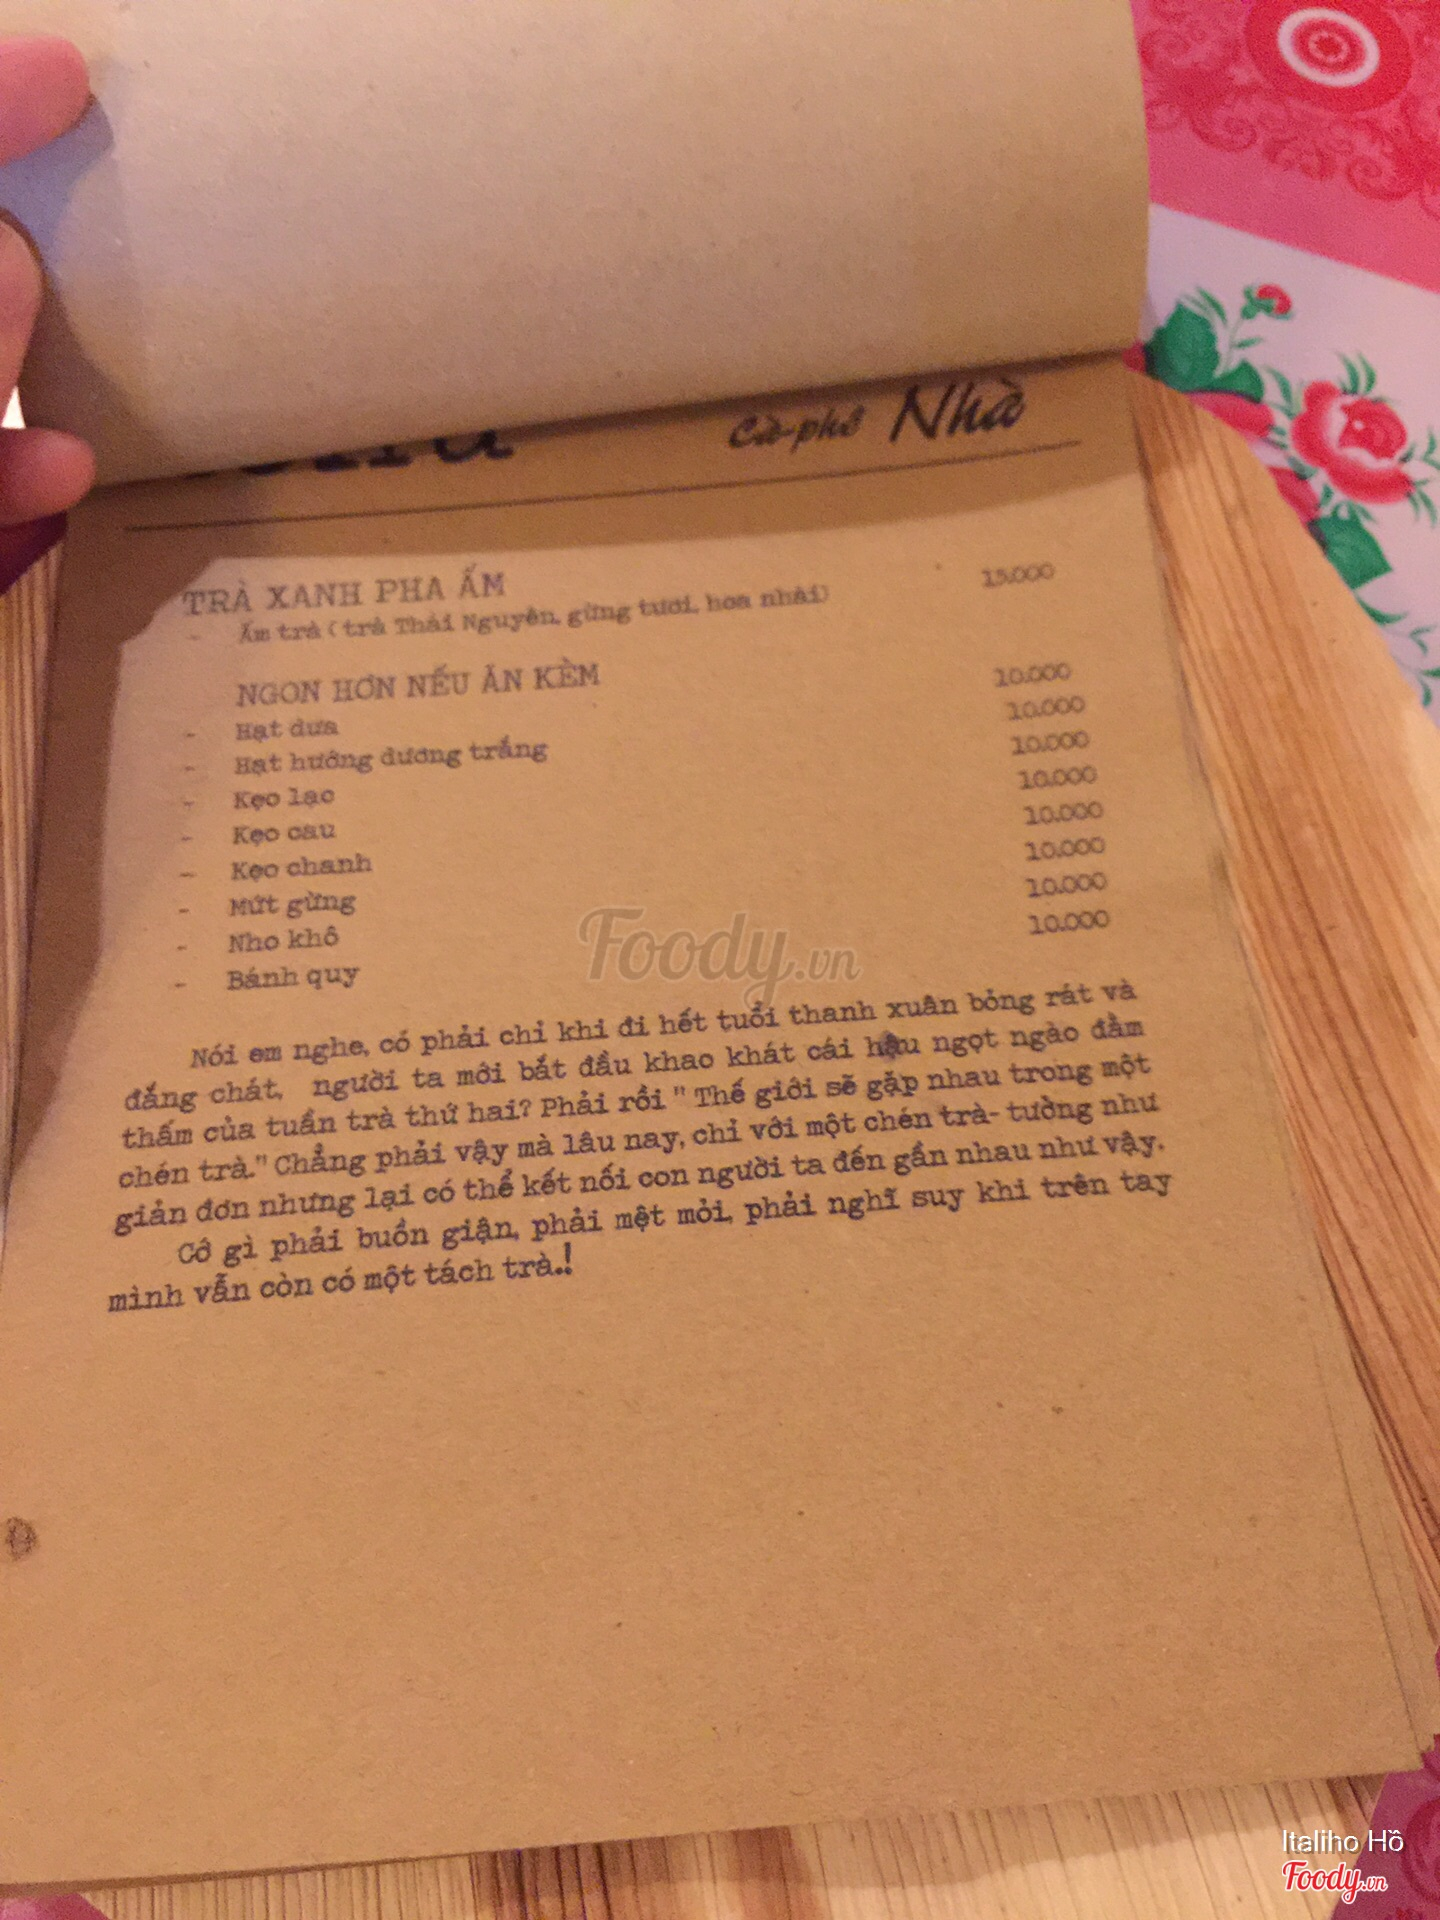 Cà-phê Nhà
TRÀ XANH PHA ẤM 15.000
- Ấm trà ( trà Thái Nguyên, gừng tươi, hoa nhài)
NGON HƠN NẾU ĂN KÈM
- Hạt dưa 10.000
- Hạt hướng dương trắng 10.000
- Kẹo lạc 10.000
- Kẹo cau 10.000
- Kẹo chanh 10.000
- Mứt gừng 10.000
- Nho khô 10.000
- Bánh quy 10.000
Nói em nghe, có phải chỉ khi đi hết tuổi thanh xuân bỏng rát và
đắng chát, người ta mới bắt đầu khao khát cái hậu ngọt ngào đằm
thấm của tuần trà thứ hai? Phải rồi " Thế giới sẽ gặp nhau trong một
chén trà." Chẳng phải vậy mà lâu nay, chỉ với một chén trà- tưởng như
giản đơn nhưng lại có thể kết nối con người ta đến gần nhau như vậy.
Cớ gì phải buồn giận, phải mệt mỏi, phải nghĩ suy khi trên tay
mình vẫn còn có một tách trà.!
Foody.vn
Italiho Hồ
Foody.vn